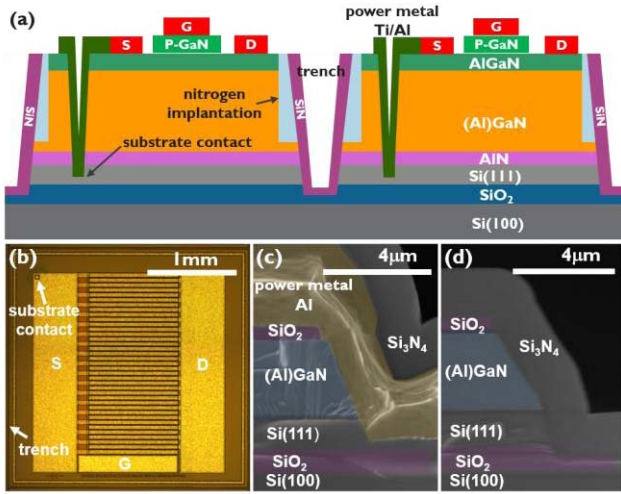 (a)
G
power metal
Ti/Al
G
S
P-GaN
D
S
P-GaN
D
trench
AlGaN
SiN
nitrogen
implantation
(Al)GaN
SiN
substrate contact
AlN
Si(111)
SiO2
Si(100)
(b)
1mm
substrate
contact
S
D
trench
G
(c)
4μm
power metal
Al
SiO2
Si3N4
(Al)GaN
Si(111)
SiO2
Si(100)
(d)
4μm
SiO2
Si3N4
(Al)GaN
Si(111)
SiO2
Si(100)